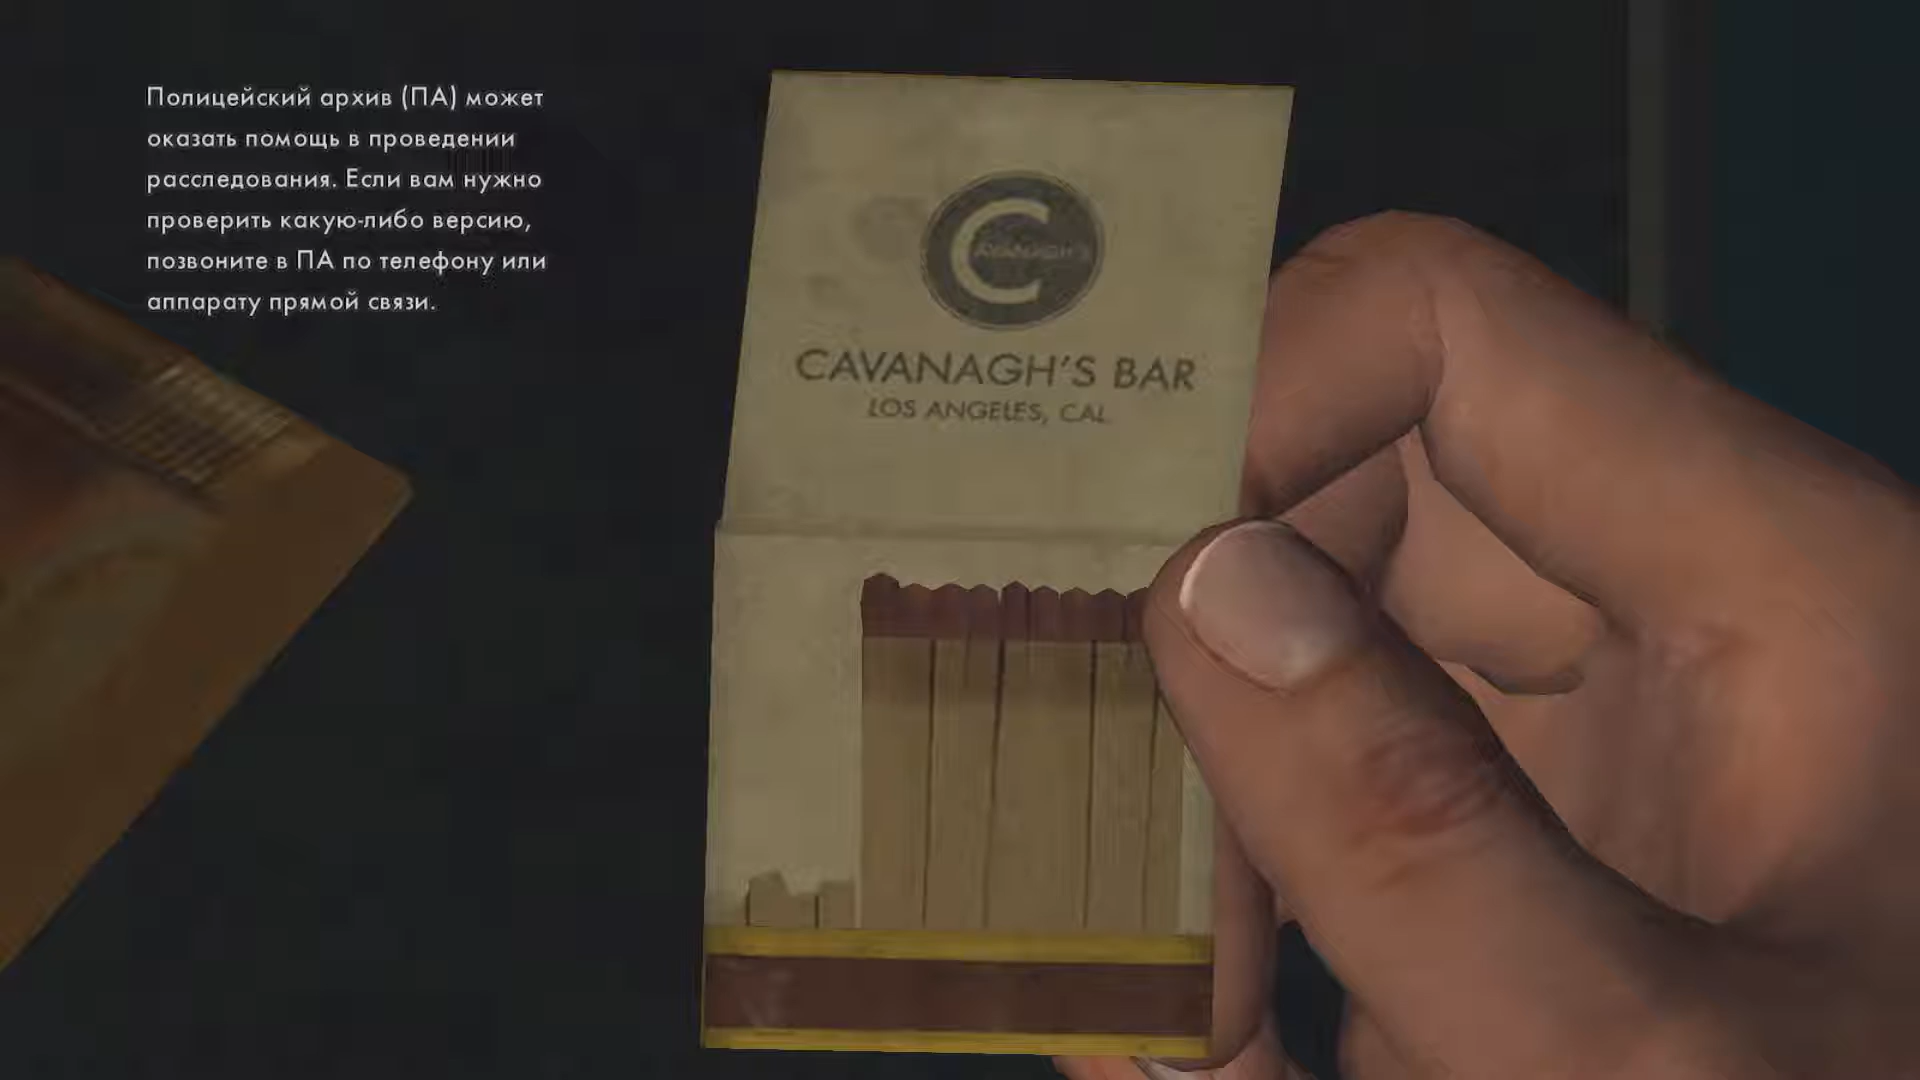 Полицейский архив (ПА) может
оказать помощь в проведении
расследования. Если вам нужно
проверить какую-либо версию,
позвоните в ПА по телефону или
аппарату прямой связи.
C
CAVANAGH'S BAR
LOS ANGELES, CAL.